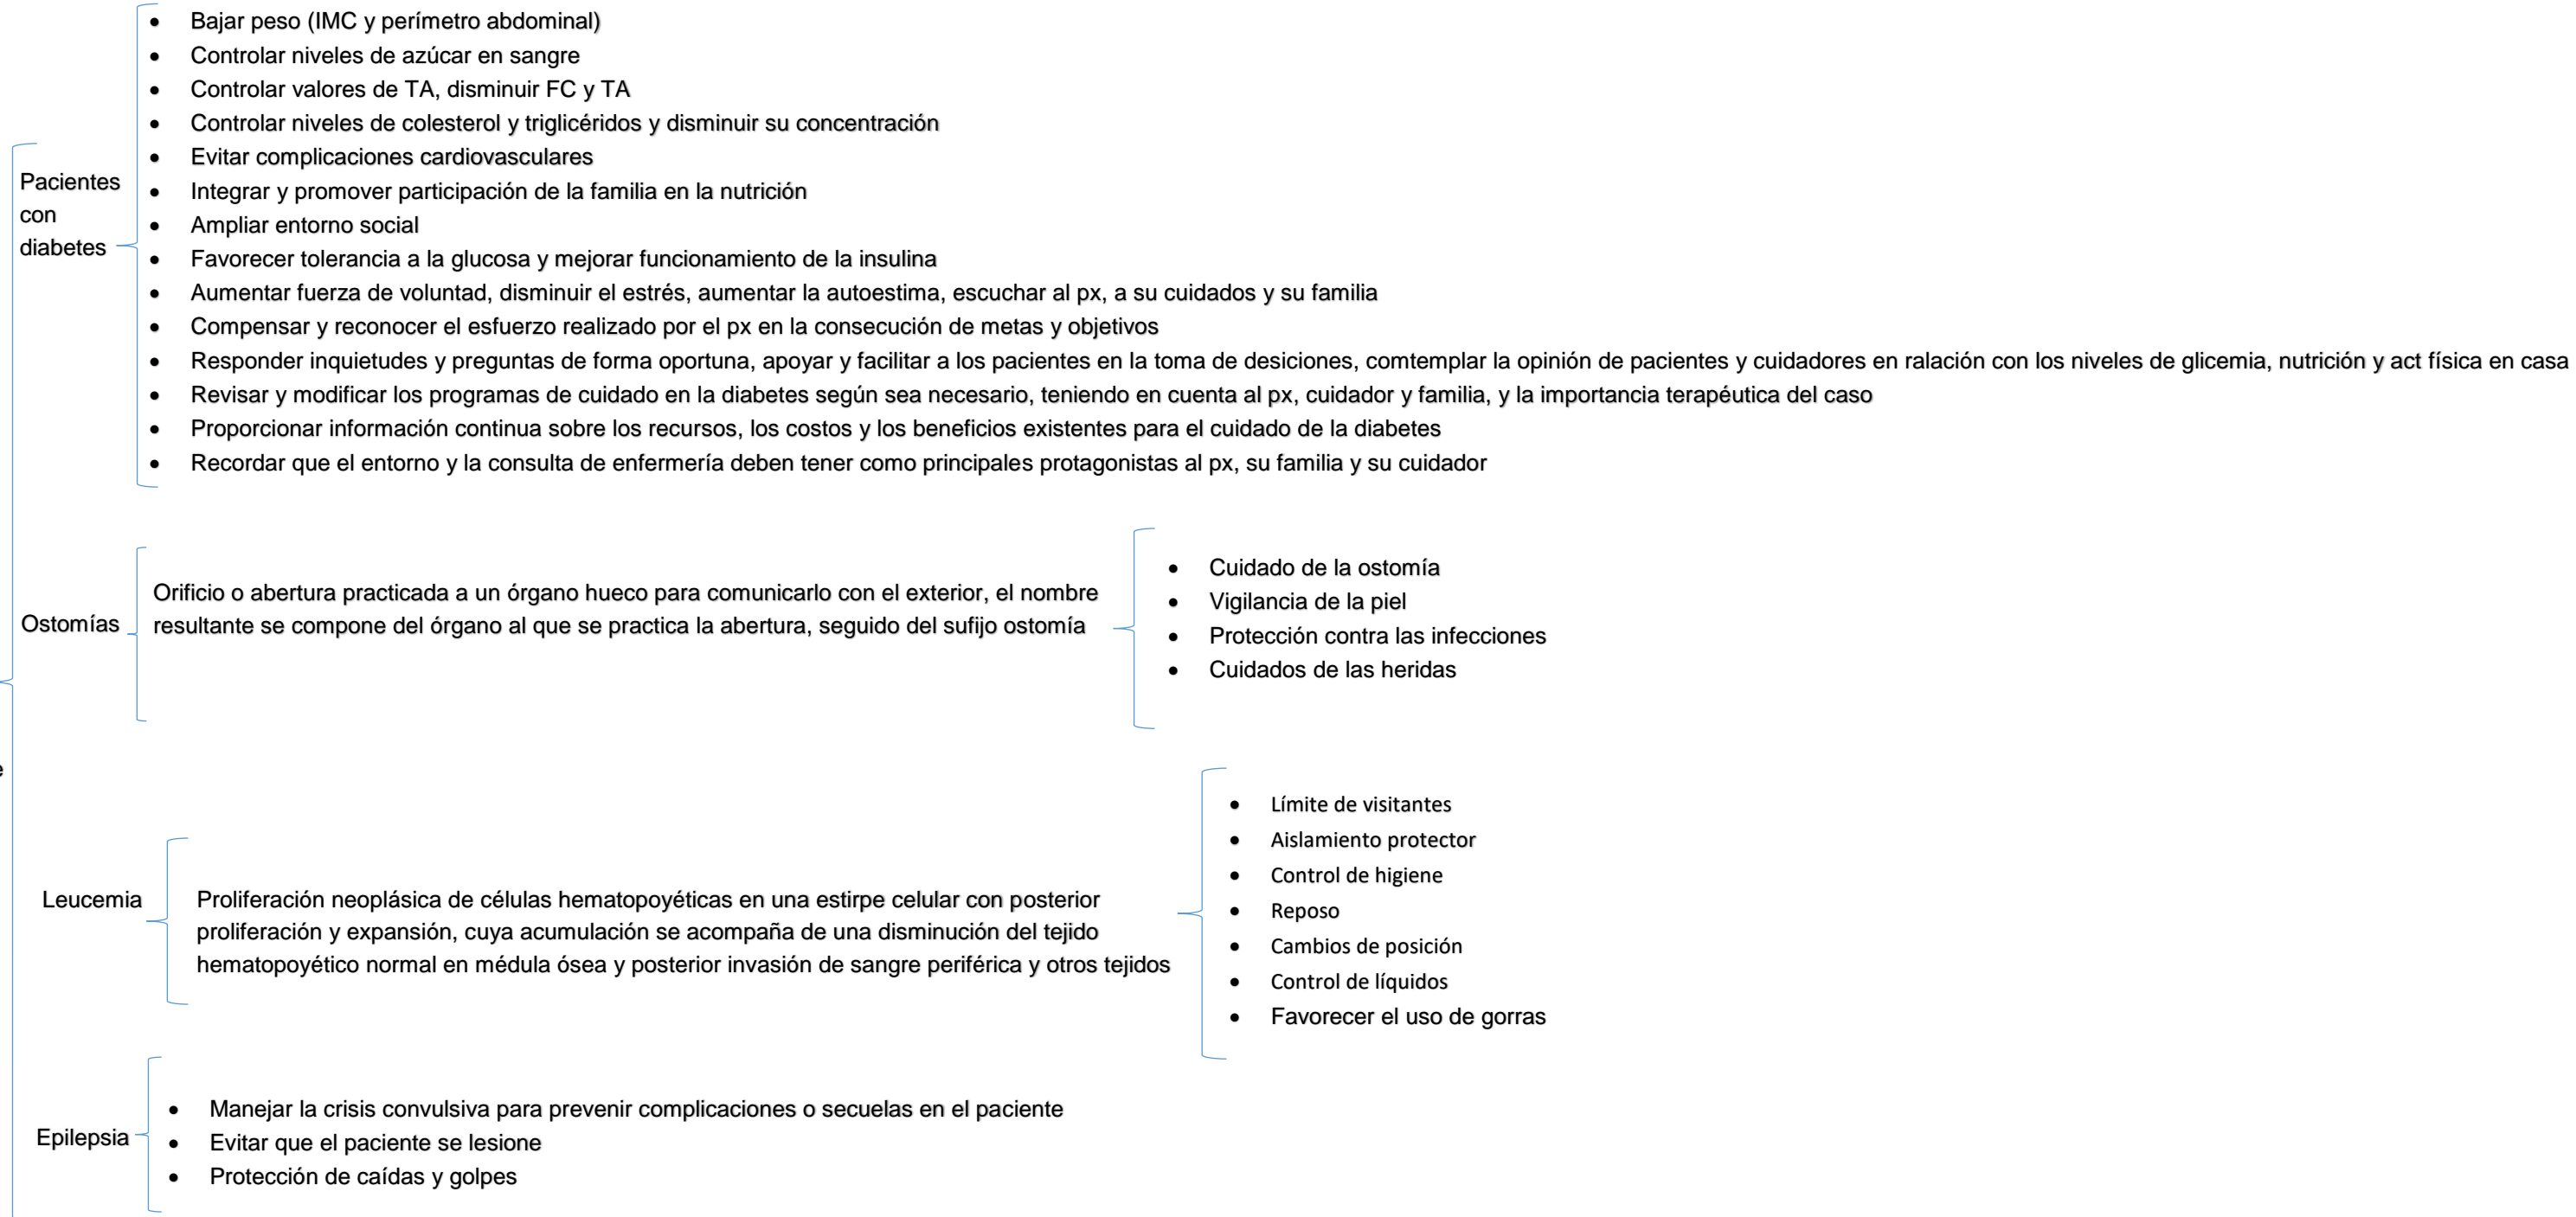 • Bajar peso (IMC y perímetro abdominal)
• Controlar niveles de azúcar en sangre
• Controlar valores de TA, disminuir FC y TA
• Controlar niveles de colesterol y triglicéridos y disminuir su concentración
• Evitar complicaciones cardiovasculares
• Integrar y promover participación de la familia en la nutrición
• Ampliar entorno social
• Favorecer tolerancia a la glucosa y mejorar funcionamiento de la insulina
• Aumentar fuerza de voluntad, disminuir el estrés, aumentar la autoestima, escuchar al px, a su cuidados y su familia
• Compensar y reconocer el esfuerzo realizado por el px en la consecución de metas y objetivos
• Responder inquietudes y preguntas de forma oportuna, apoyar y facilitar a los pacientes en la toma de desiciones, comtemplar la opinión de pacientes y cuidadores en ralación con los niveles de glicemia, nutrición y act física en casa
• Revisar y modificar los programas de cuidado en la diabetes según sea necesario, teniendo en cuenta al px, cuidador y familia, y la importancia terapéutica del caso
• Proporcionar información continua sobre los recursos, los costos y los beneficios existentes para el cuidado de la diabetes
• Recordar que el entorno y la consulta de enfermería deben tener como principales protagonistas al px, su familia y su cuidador
Pacientes
con
diabetes
Ostomías
Orificio o abertura practicada a un órgano hueco para comunicarlo con el exterior, el nombre
resultante se compone del órgano al que se practica la abertura, seguido del sufijo ostomía
• Cuidado de la ostomía
• Vigilancia de la piel
• Protección contra las infecciones
• Cuidados de las heridas
Leucemia
Proliferación neoplásica de células hematopoyéticas en una estirpe celular con posterior
proliferación y expansión, cuya acumulación se acompaña de una disminución del tejido
hematopoyético normal en médula ósea y posterior invasión de sangre periférica y otros tejidos
• Límite de visitantes
• Aislamiento protector
• Control de higiene
• Reposo
• Cambios de posición
• Control de líquidos
• Favorecer el uso de gorras
Epilepsia
• Manejar la crisis convulsiva para prevenir complicaciones o secuelas en el paciente
• Evitar que el paciente se lesione
• Protección de caídas y golpes